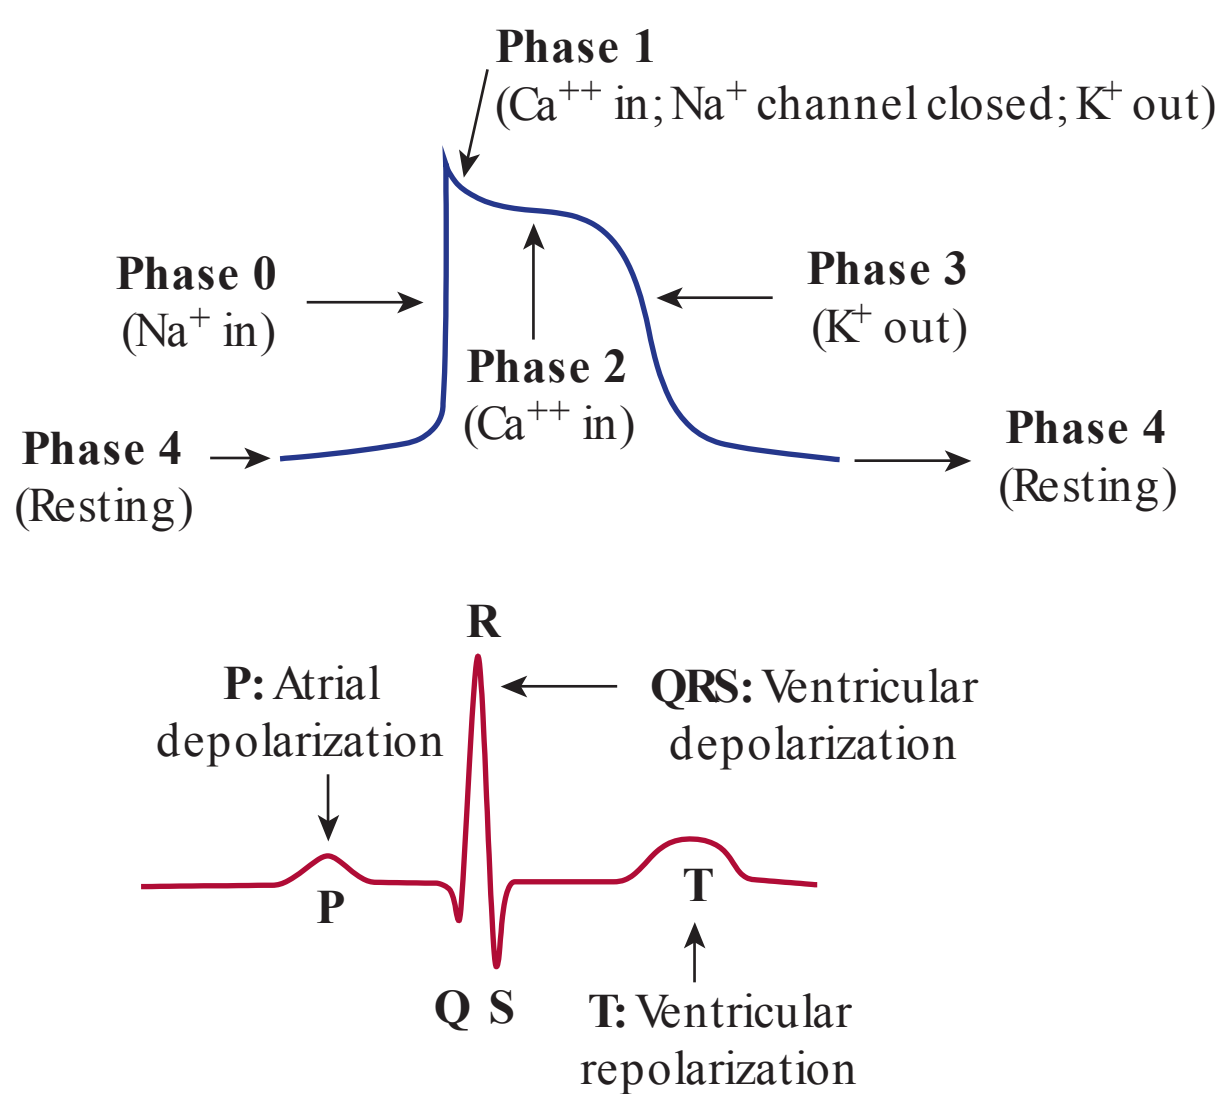 Phase 1
(Ca⁺⁺ in; Na⁺ channel closed; K⁺ out)
Phase 0
(Na⁺ in)
Phase 3
(K⁺ out)
Phase 2
(Ca⁺⁺ in)
Phase 4
(Resting)
Phase 4
(Resting)
R
P: Atrial
depolarization
QRS: Ventricular
depolarization
P
T
Q S
T: Ventricular
repolarization